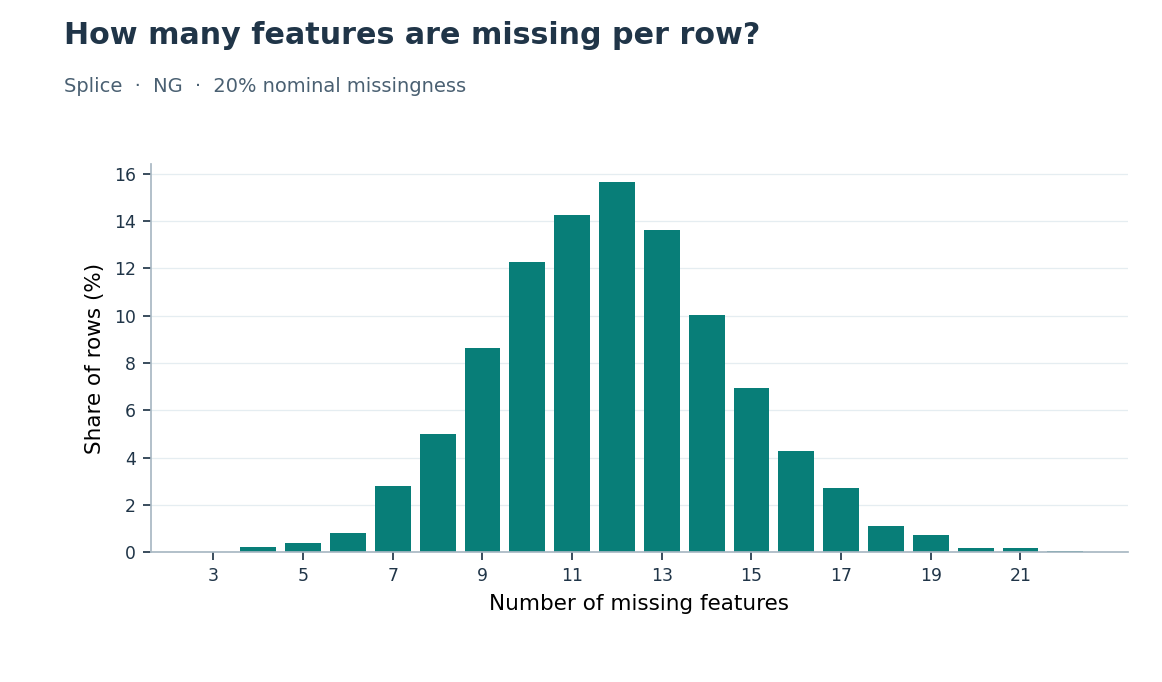 How many features are missing per row?
Splice · NG · 20% nominal missingness
16
14
12
10
8
6
4
2
0
Share of rows (%)
3 5 7 9 11 13 15 17 19 21
Number of missing features